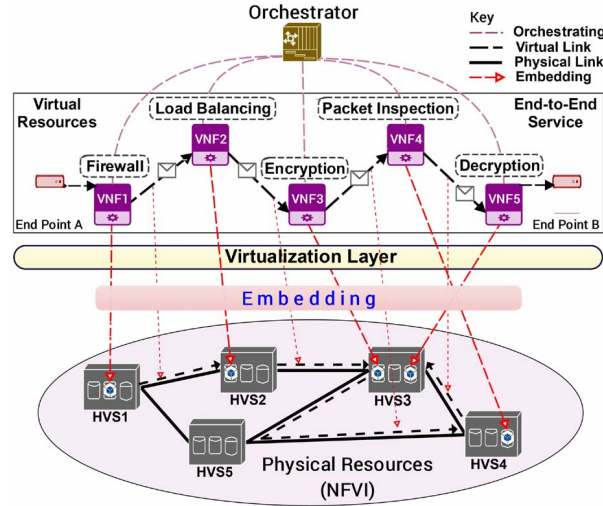 Orchestrator
Key
Orchestrating
Virtual Link
Physical Link
Embedding
Virtual
Resources
Load Balancing
Packet Inspection
End-to-End
Service
VNF2
VNF4
Firewall
Encryption
Decryption
VNF1
VNF3
VNF5
End Point A
End Point B
Virtualization Layer
Embedding
HVS1
HVS2
HVS3
HVS5
HVS4
Physical Resources
(NFVI)